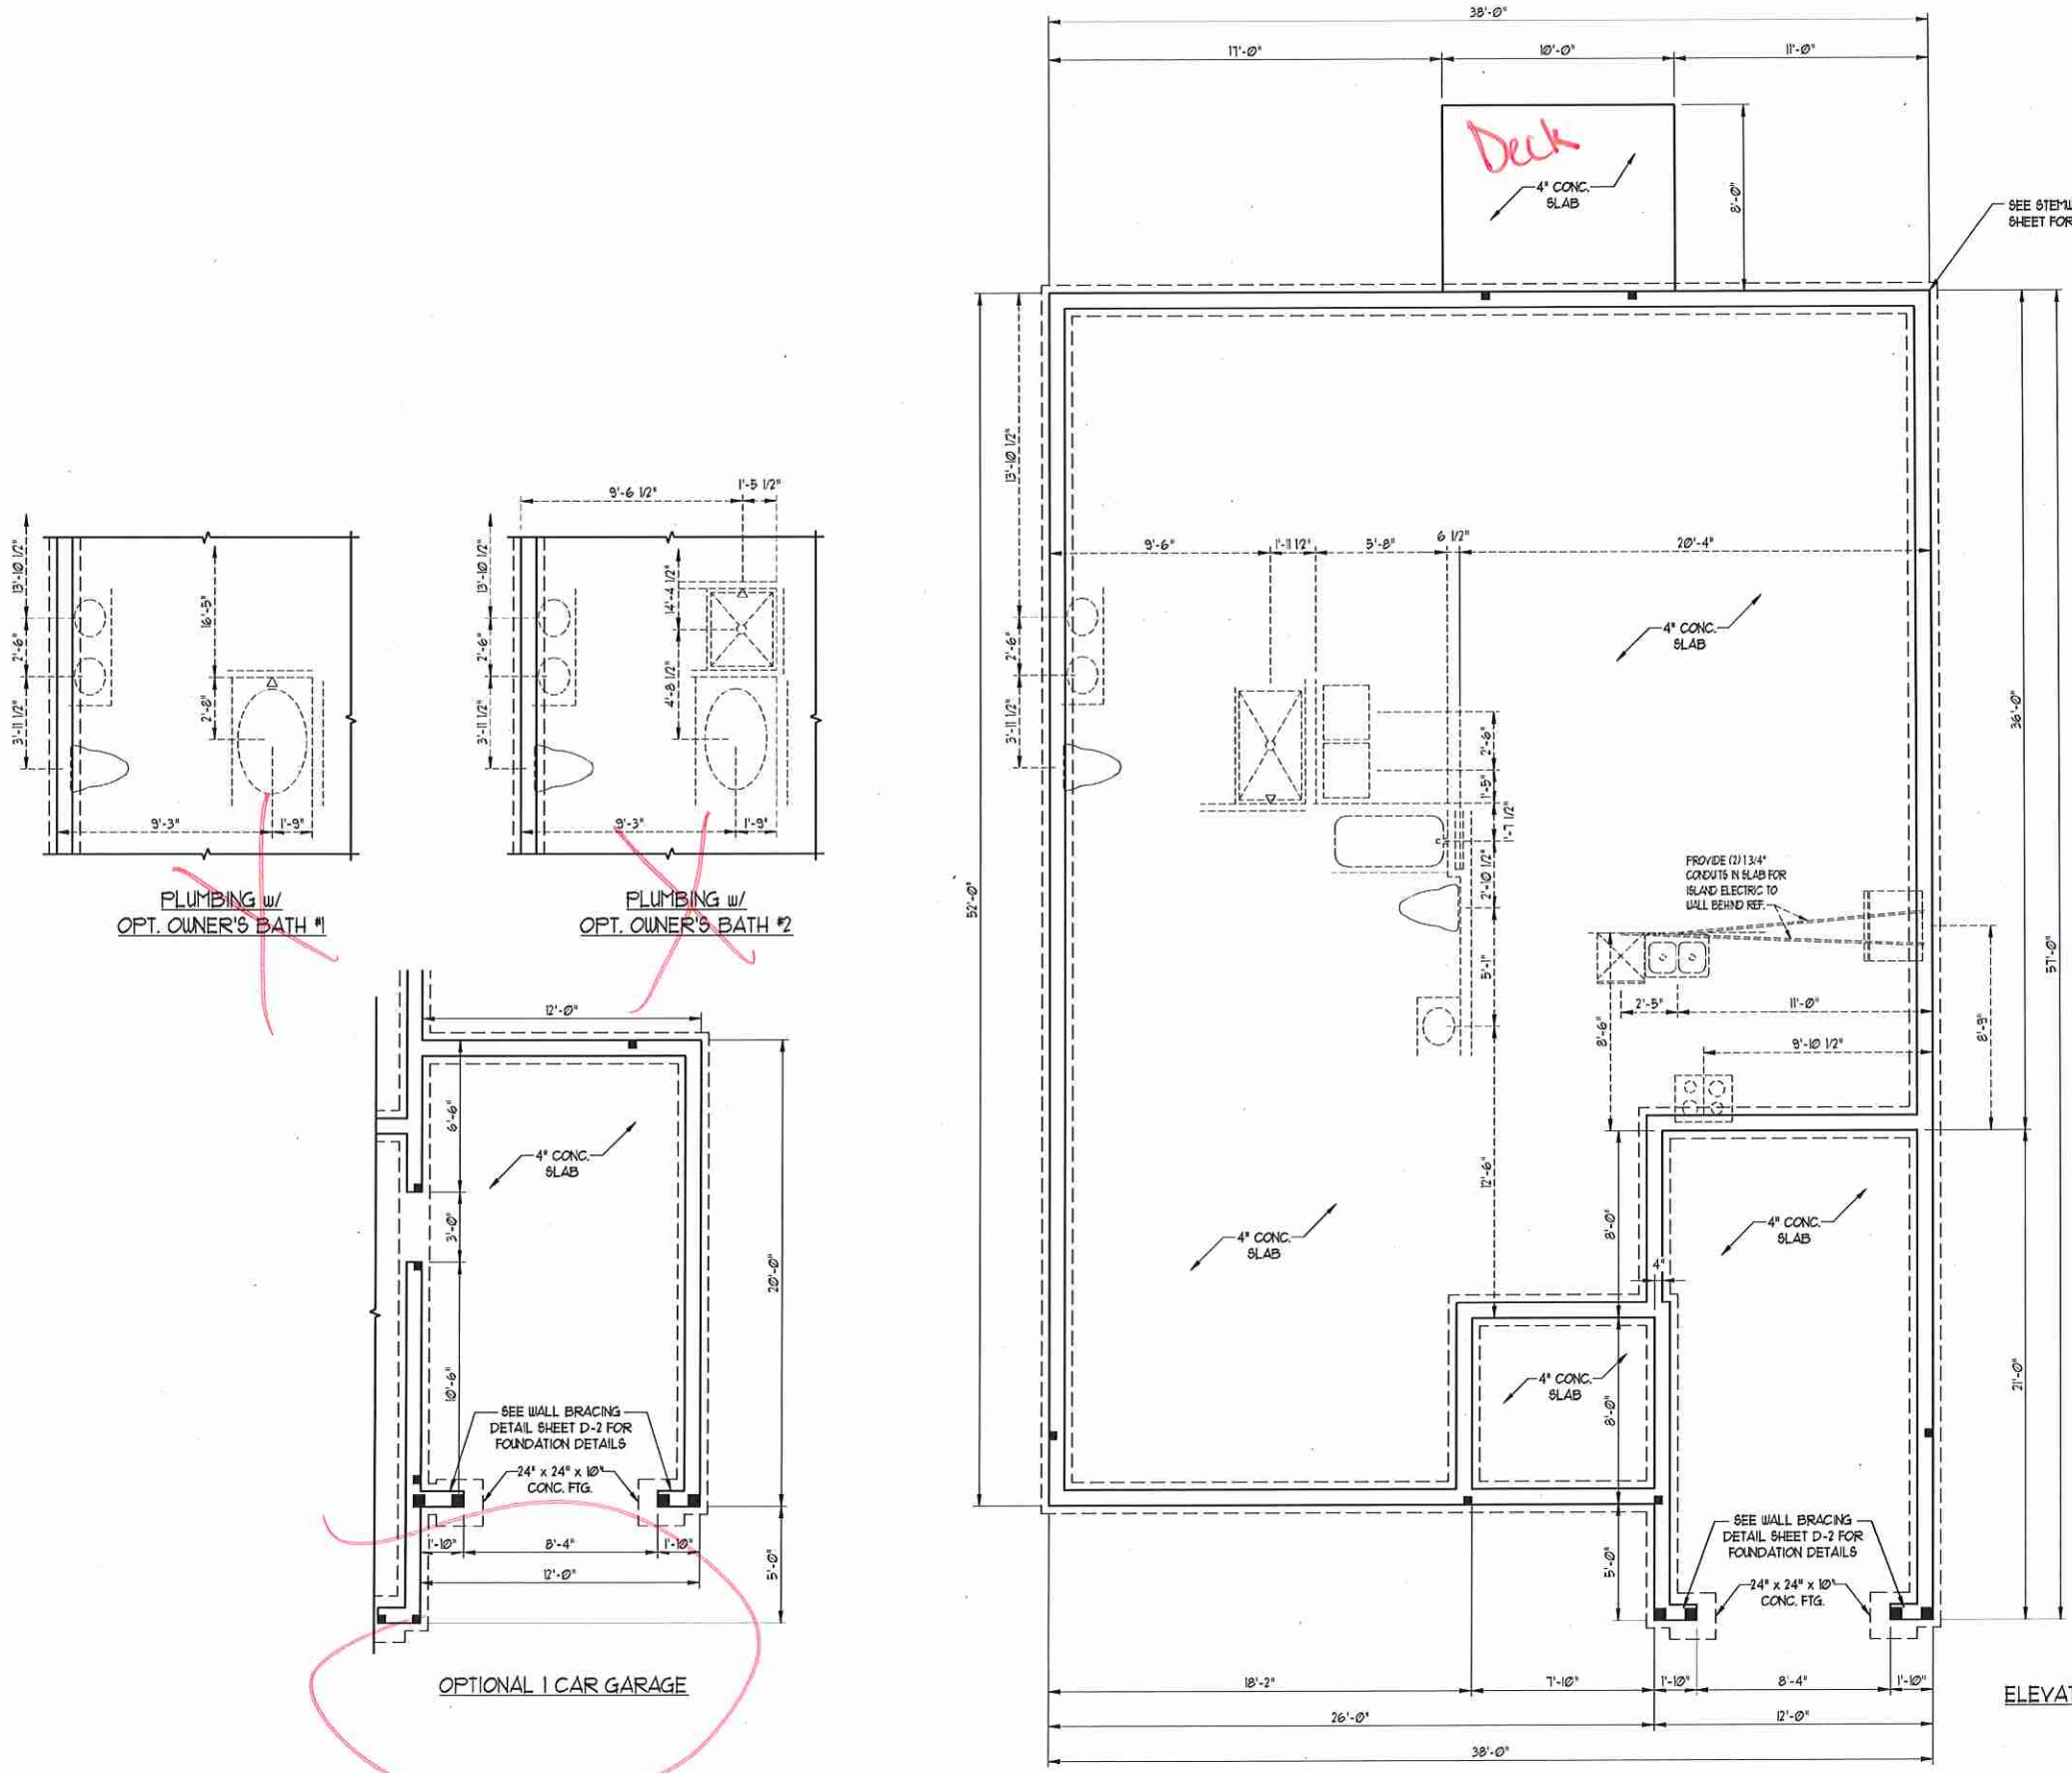 38'-0"
17'-0"
10'-0"
11'-0"
Deck
4" CONC.
SLAB
8'-0"
SEE STEMW
SHEET FOR
13'-10 1/2"
2'-6"
3'-11 1/2"
16'-5"
2'-8"
9'-3"
1'-9"
PLUMBING w/
OPT. OWNER'S BATH #1
9'-6 1/2"
1'-5 1/2"
13'-10 1/2"
2'-6"
3'-11 1/2"
14'-4 1/2"
4'-8 1/2"
9'-3"
1'-9"
PLUMBING w/
OPT. OWNER'S BATH #2
12'-0"
6'-6"
3'-0"
10'-6"
4" CONC.
SLAB
20'-0"
SEE WALL BRACING
DETAIL SHEET D-2 FOR
FOUNDATION DETAILS
24" x 24" x 10"
CONC. FTG.
1'-10"
8'-4"
1'-10"
12'-0"
5'-0"
OPTIONAL 1 CAR GARAGE
52'-0"
13'-10 1/2"
2'-6"
3'-11 1/2"
9'-6"
1'-11 1/2"
5'-8"
6 1/2"
20'-4"
4" CONC.
SLAB
2'-6"
1'-5"
1'-7 1/2"
2'-10 1/2"
5'-1"
12'-6"
PROVIDE (2) 1 3/4"
CONDUTS IN SLAB FOR
ISLAND ELECTRIC TO
WALL BEHIND REF.
2'-5"
11'-0"
8'-6"
9'-10 1/2"
8'-9"
36'-0"
57'-0"
21'-0"
4" CONC.
SLAB
8'-0"
4"
4" CONC.
SLAB
4" CONC.
SLAB
8'-0"
5'-0"
SEE WALL BRACING
DETAIL SHEET D-2 FOR
FOUNDATION DETAILS
24" x 24" x 10"
CONC. FTG.
18'-2"
7'-10"
1'-10"
8'-4"
1'-10"
26'-0"
12'-0"
38'-0"
ELEVAT